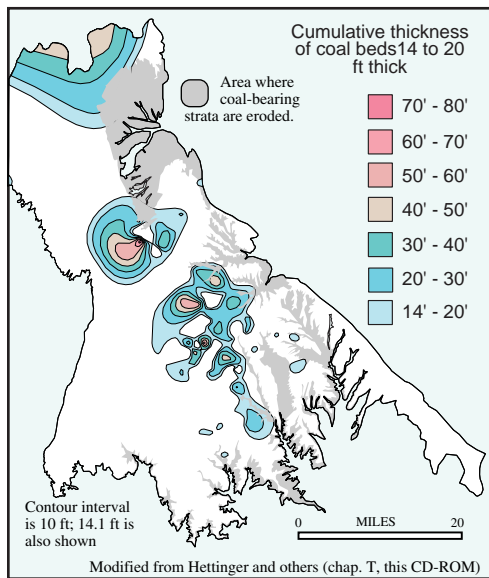 Cumulative thickness
of coal beds14 to 20
ft thick
Area where
coal-bearing
strata are eroded.
70' - 80'
60' - 70'
50' - 60'
40' - 50'
30' - 40'
20' - 30'
14' - 20'
Contour interval
is 10 ft; 14.1 ft is
also shown
0 MILES 20
Modified from Hettinger and others (chap. T, this CD-ROM)